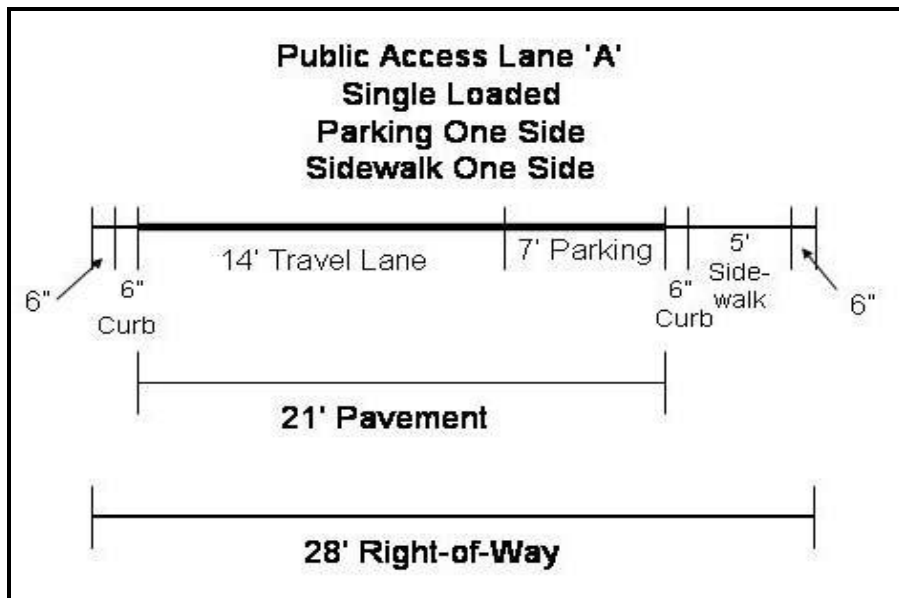 Public Access Lane 'A'
Single Loaded
Parking One Side
Sidewalk One Side
14' Travel Lane
7' Parking
5'
Side-
walk
6"
6"
Curb
6"
Curb
6"
21' Pavement
28' Right-of-Way